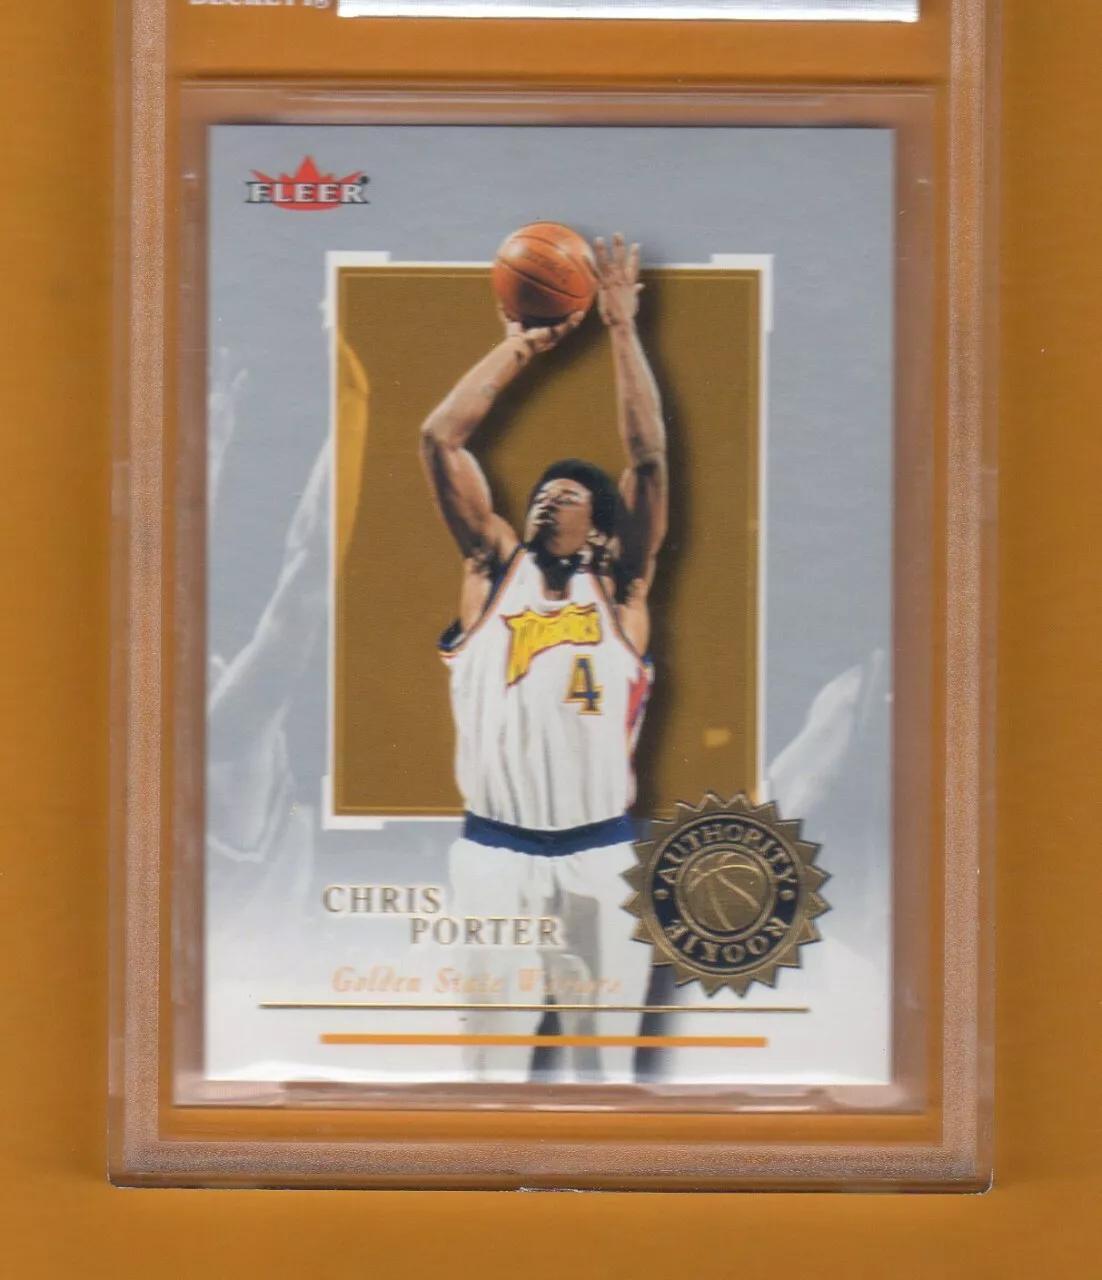 FLEER
WARRIORS
4
AUTHORITY
ROOKIE
CHRIS
PORTER
Golden State Warriors